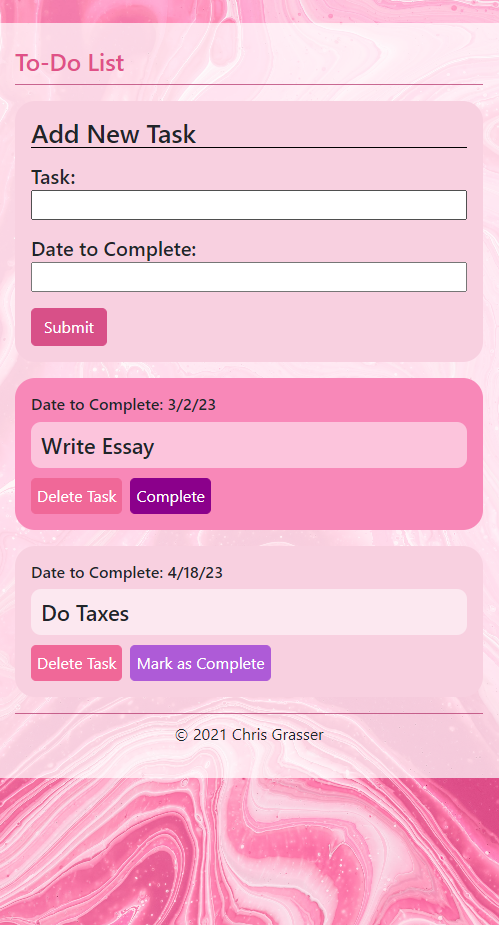 To-Do List
Add New Task
Task:
Date to Complete:
Submit
Date to Complete: 3/2/23
Write Essay
Delete Task Complete
Date to Complete: 4/18/23
Do Taxes
Delete Task Mark as Complete
© 2021 Chris Grasser